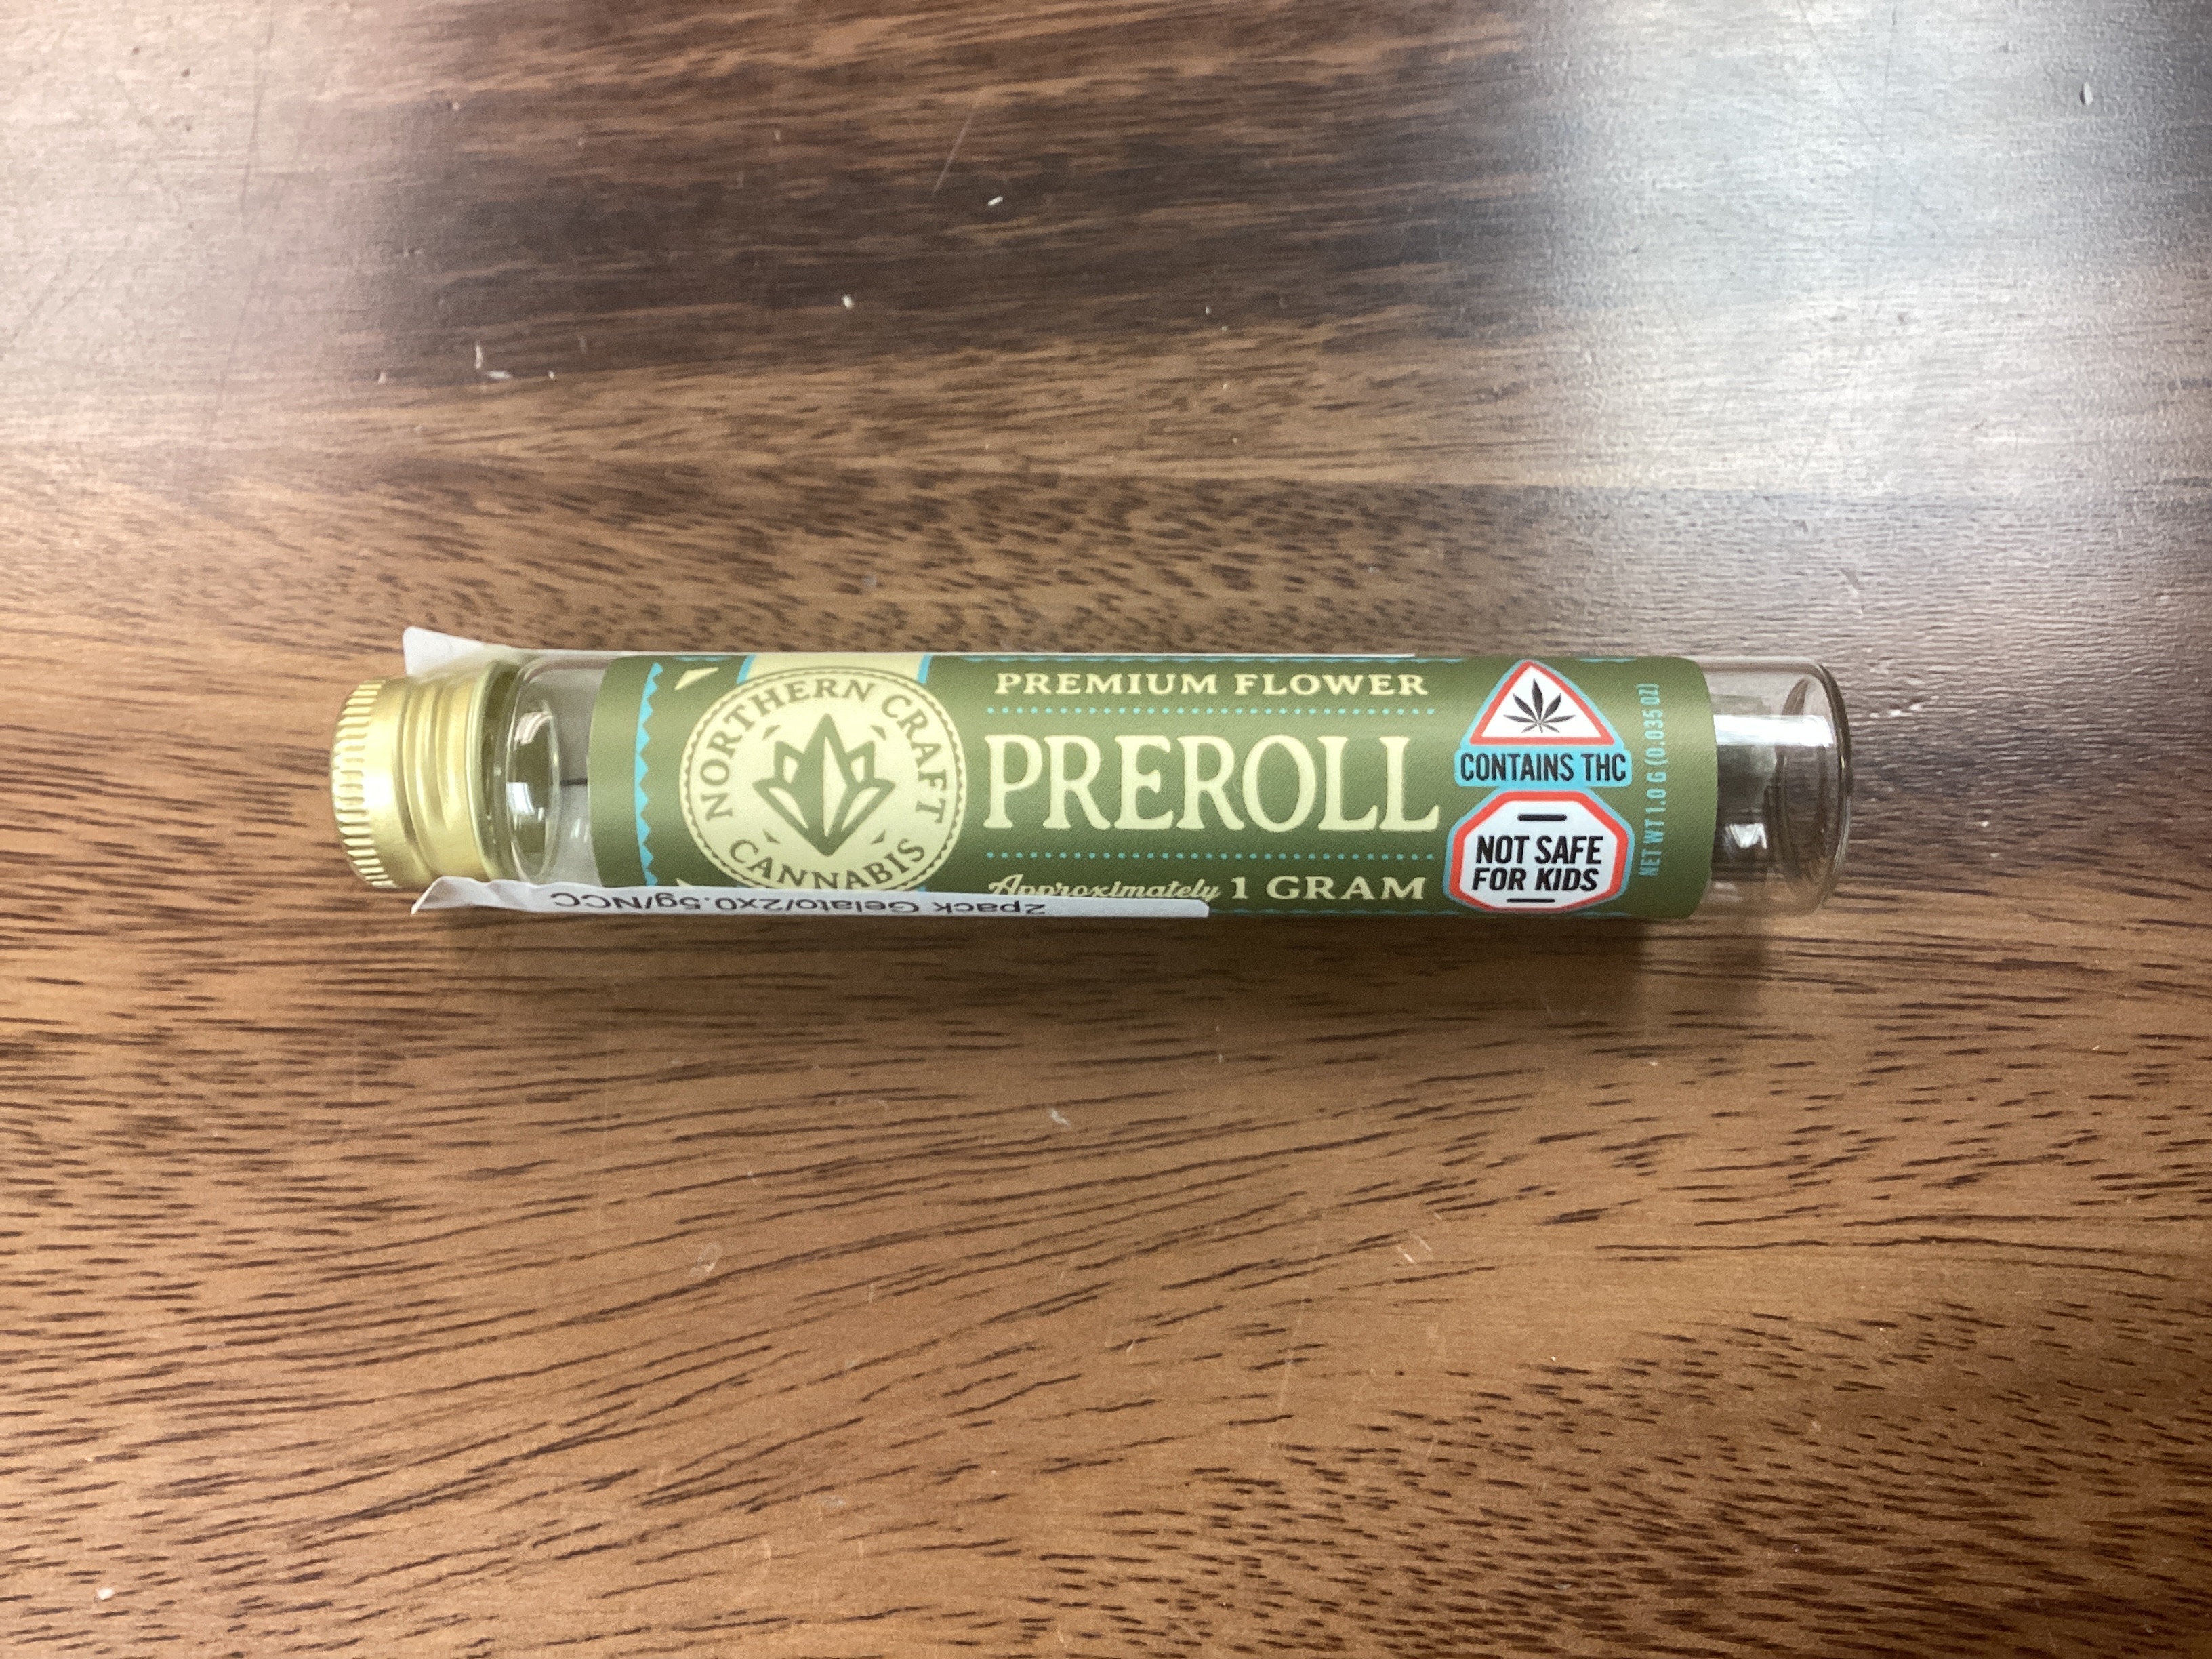 NORTHERN CRAFT
CANNABIS
PREMIUM FLOWER
PREROLL
Approximately 1 GRAM
CONTAINS THC
NOT SAFE
FOR KIDS
NET WT 1.0 G (0.035 OZ)
2pack Gelato/2x0.5g/NCC